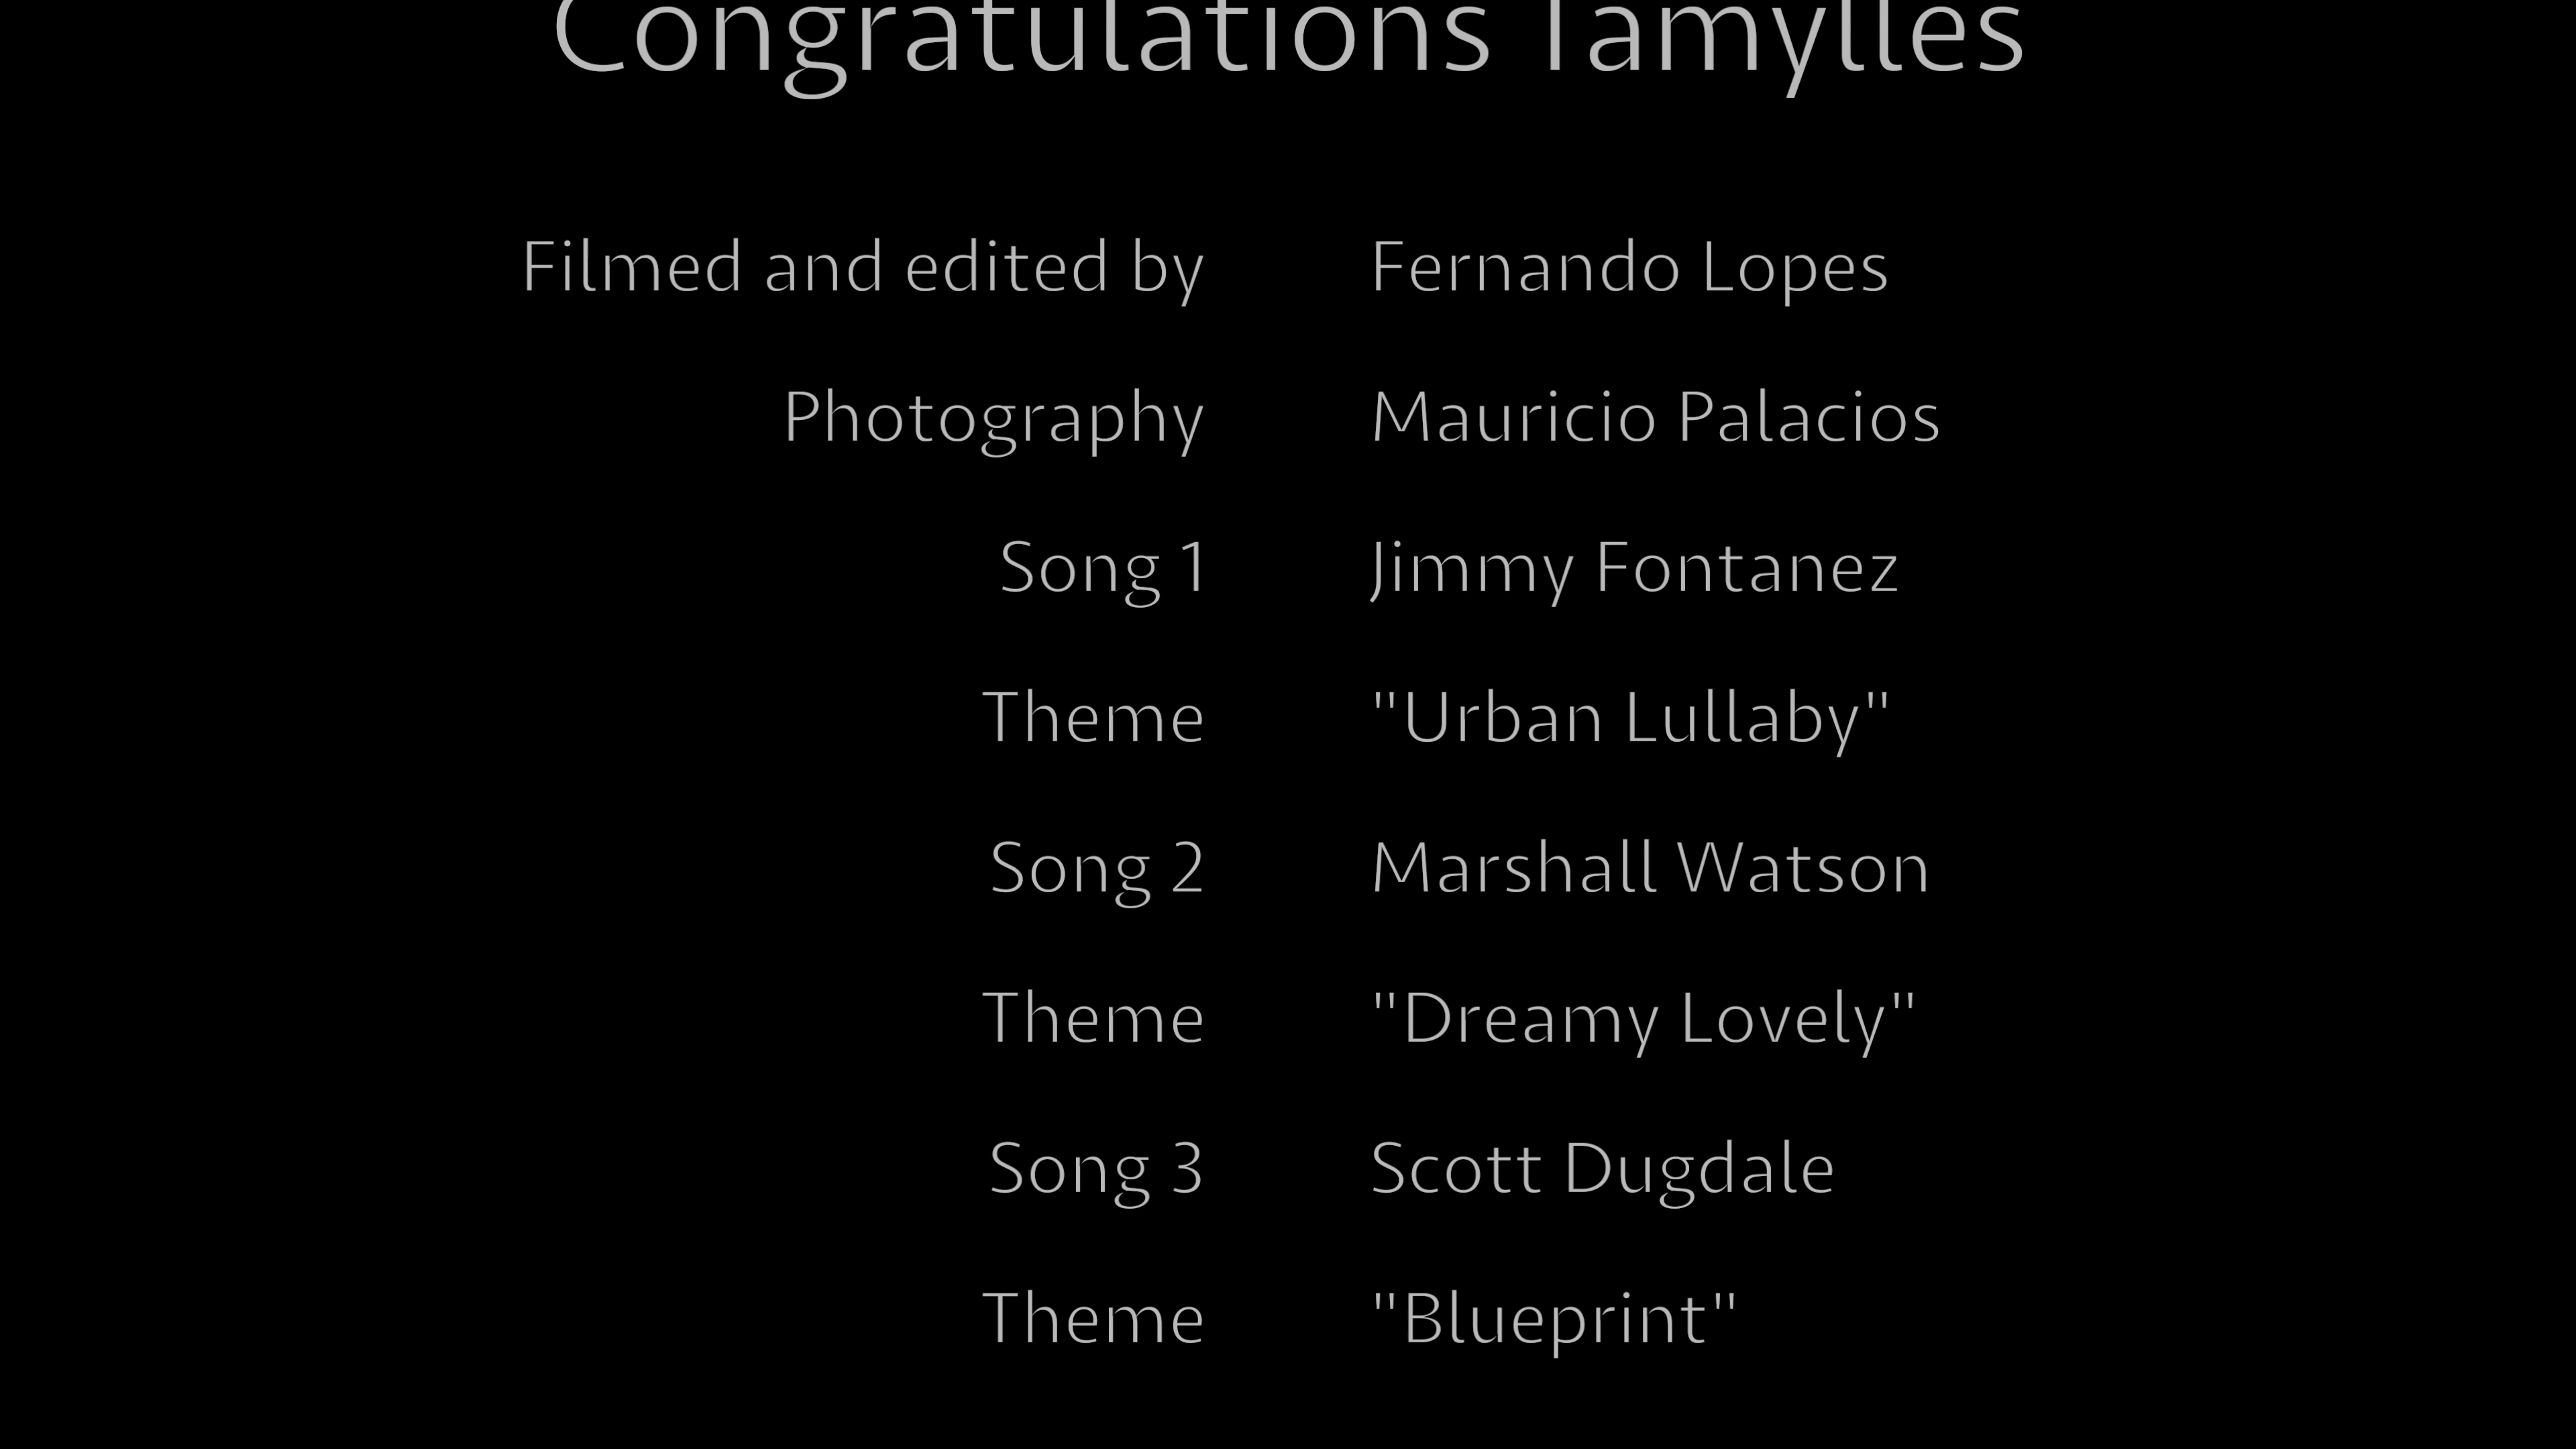 Congratulations Tamylles
Filmed and edited by Fernando Lopes
Photography Mauricio Palacios
Song 1 Jimmy Fontanez
Theme "Urban Lullaby"
Song 2 Marshall Watson
Theme "Dreamy Lovely"
Song 3 Scott Dugdale
Theme "Blueprint"